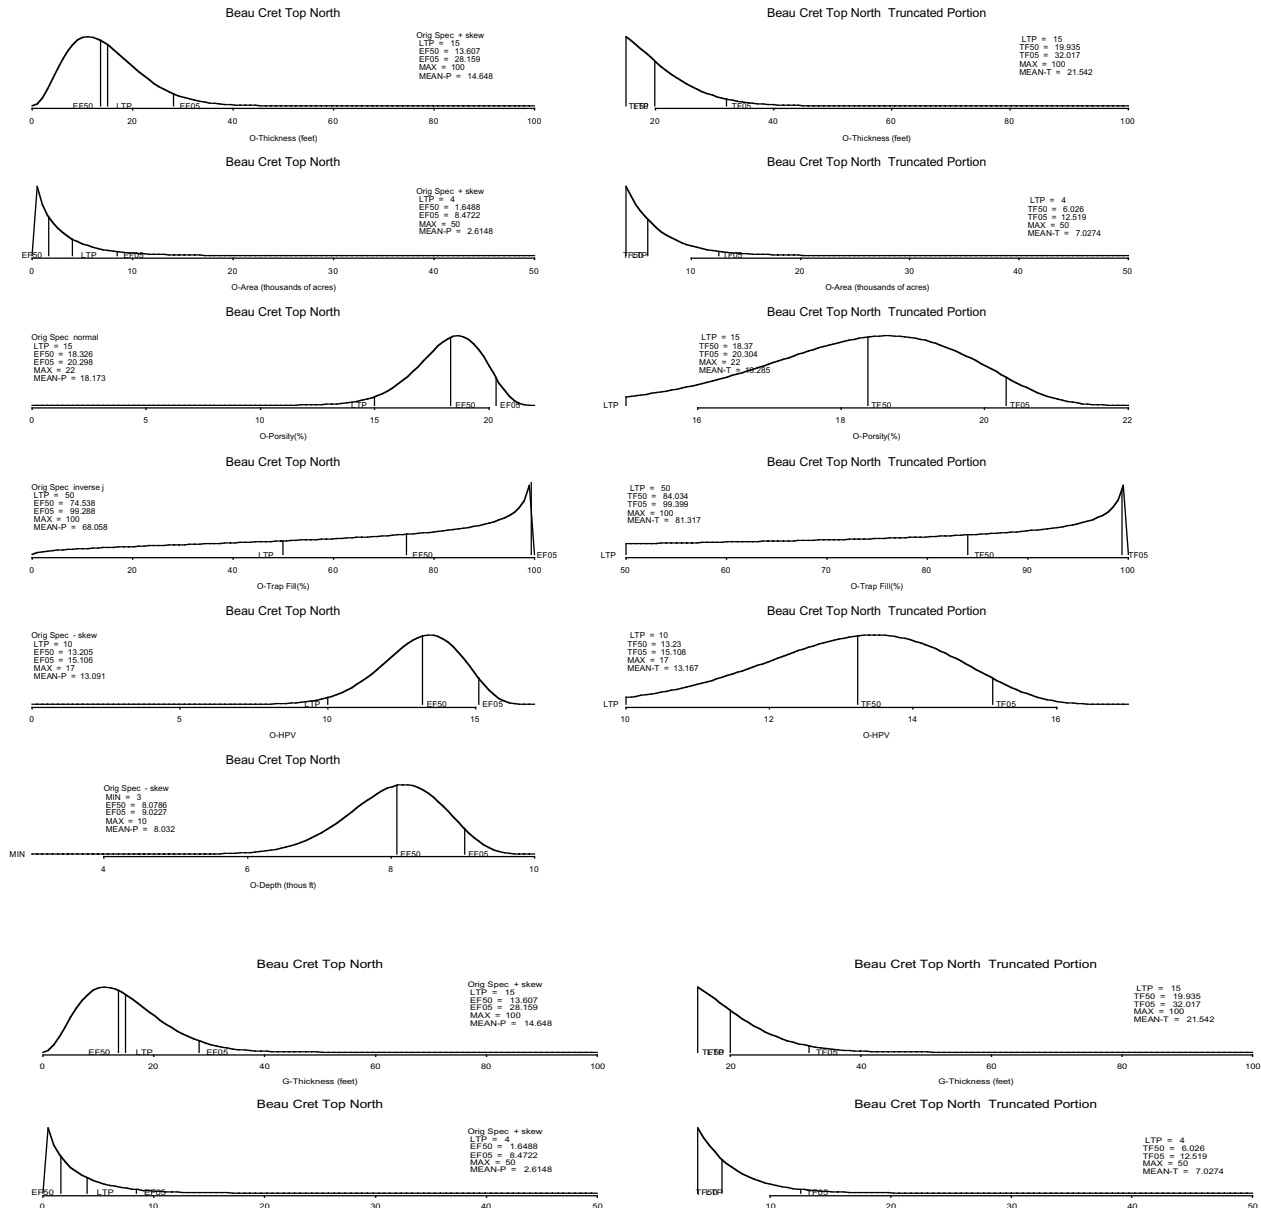 Beau Cret Top North
Orig Spec + skew
LTP = 15
EF50 = 13.607
EF05 = 28.159
MAX = 100
MEAN-P = 14.648
EF50 LTP EF05
0 20 40 60 80 100
O-Thickness (feet)
Beau Cret Top North Truncated Portion
LTP = 15
TF50 = 19.935
TF05 = 32.017
MAX = 100
MEAN-T = 21.542
LTP TF50 TF05
20 40 60 80 100
O-Thickness (feet)
Beau Cret Top North
Orig Spec + skew
LTP = 4
EF50 = 1.6488
EF05 = 8.4722
MAX = 50
MEAN-P = 2.6148
EF50 LTP EF05
0 10 20 30 40 50
O-Area (thousands of acres)
Beau Cret Top North Truncated Portion
LTP = 4
TF50 = 6.026
TF05 = 12.519
MAX = 50
MEAN-T = 7.0274
TF50 LTP TF05
10 20 30 40 50
O-Area (thousands of acres)
Beau Cret Top North
Orig Spec normal
LTP = 15
EF50 = 18.326
EF05 = 20.298
MAX = 22
MEAN-P = 18.173
LTP EF50 EF05
0 5 10 15 20
O-Porsity(%)
Beau Cret Top North Truncated Portion
LTP = 15
TF50 = 18.37
TF05 = 20.304
MAX = 22
MEAN-T = 18.285
LTP TF50 TF05
16 18 20 22
O-Porsity(%)
Beau Cret Top North
Orig Spec inverse j
LTP = 50
EF50 = 74.538
EF05 = 99.288
MAX = 100
MEAN-P = 68.058
LTP EF50 EF05
0 20 40 60 80 100
O-Trap Fill(%)
Beau Cret Top North Truncated Portion
LTP = 50
TF50 = 84.034
TF05 = 99.399
MAX = 100
MEAN-T = 81.317
LTP TF50 TF05
50 60 70 80 90 100
O-Trap Fill(%)
Beau Cret Top North
Orig Spec - skew
LTP = 10
EF50 = 13.205
EF05 = 15.106
MAX = 17
MEAN-P = 13.091
LTP EF50 EF05
0 5 10 15
O-HPV
Beau Cret Top North Truncated Portion
LTP = 10
TF50 = 13.23
TF05 = 15.108
MAX = 17
MEAN-T = 13.167
LTP TF50 TF05
10 12 14 16
O-HPV
Beau Cret Top North
Orig Spec - skew
MIN = 3
EF50 = 8.0786
EF05 = 9.0227
MAX = 10
MEAN-P = 8.032
MIN EF50 EF05
4 6 8 10
O-Depth (thous ft)
Beau Cret Top North
Orig Spec + skew
LTP = 15
EF50 = 13.607
EF05 = 28.159
MAX = 100
MEAN-P = 14.648
EF50 LTP EF05
0 20 40 60 80 100
G-Thickness (feet)
Beau Cret Top North Truncated Portion
LTP = 15
TF50 = 19.935
TF05 = 32.017
MAX = 100
MEAN-T = 21.542
LTP TF50 TF05
20 40 60 80 100
G-Thickness (feet)
Beau Cret Top North
Orig Spec + skew
LTP = 4
EF50 = 1.6488
EF05 = 8.4722
MAX = 50
MEAN-P = 2.6148
EF50 LTP EF05
0 10 20 30 40 50
Beau Cret Top North Truncated Portion
LTP = 4
TF50 = 6.026
TF05 = 12.519
MAX = 50
MEAN-T = 7.0274
TF50 LTP TF05
10 20 30 40 50